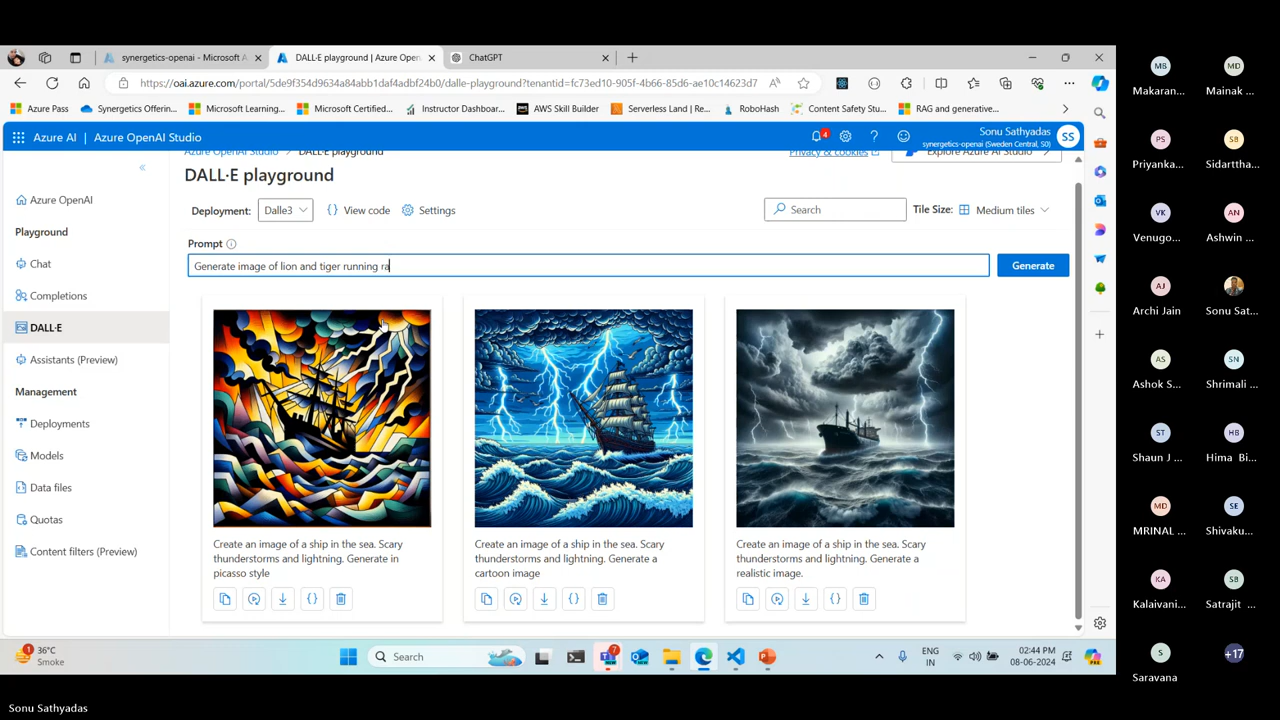 synergetics-openai - Microsoft A
DALL·E playground | Azure Open
ChatGPT
https://oai.azure.com/portal/5de9f354d9634a84abb1daf4adbf24b0/dalle-playground?tenantid=fc73ed10-905f-4b66-85d6-ae10c14623d7
Azure Pass
Synergetics Offerin...
Microsoft Learning...
Microsoft Certified...
Instructor Dashboar...
AWS Skill Builder
Serverless Land | Re...
RoboHash
Content Safety Stu...
RAG and generative...
Azure AI | Azure OpenAI Studio
4
Sonu Sathyadas
synergetics-openai (Sweden Central, S0)
SS
Azure OpenAI Studio
DALL·E playground
Privacy & cookies
Explore Azure AI Studio
DALL·E playground
Deployment:
Dalle3
View code
Settings
Search
Tile Size:
Medium tiles
Prompt
Generate image of lion and tiger running ra
Generate
Azure OpenAI
Playground
Chat
Completions
DALL·E
Assistants (Preview)
Management
Deployments
Models
Data files
Quotas
Content filters (Preview)
Create an image of a ship in the sea. Scary
thunderstorms and lightning. Generate in
picasso style
Create an image of a ship in the sea. Scary
thunderstorms and lightning. Generate a
cartoon image
Create an image of a ship in the sea. Scary
thunderstorms and lightning. Generate a
realistic image.
1
36°C
Smoke
Search
7
ENG
IN
02:44 PM
08-06-2024
MB
Makaran...
MD
Mainak ...
PS
Priyanka...
SB
Sidarttha...
VK
Venugo...
AN
Ashwin ...
AJ
Archi Jain
Sonu Sat...
AS
Ashok S...
SN
Shrimali ...
ST
Shaun J ...
HB
Hima Bi...
MD
MRINAL ...
SE
Shivaku...
KA
Kalaivani...
SB
Satrajit ...
S
Saravana
+17
Sonu Sathyadas